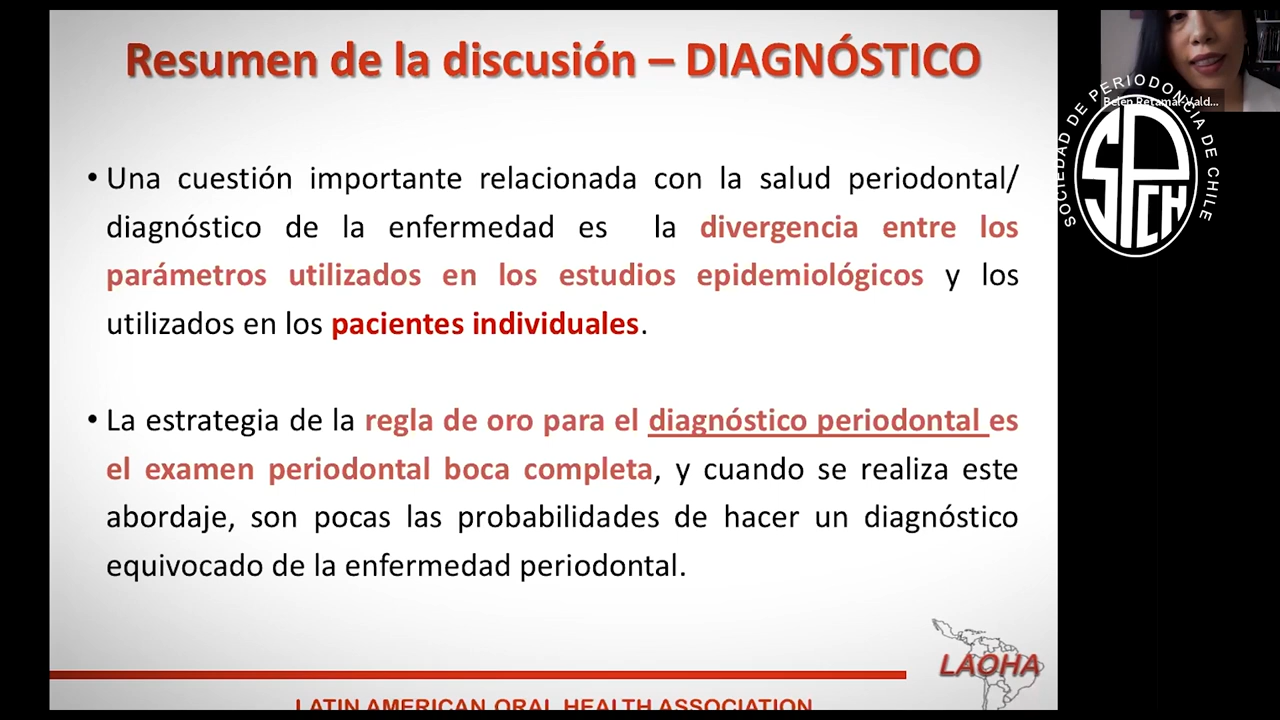 Resumen de la discusión – DIAGNÓSTICO
• Una cuestión importante relacionada con la salud periodontal/
diagnóstico de la enfermedad es la divergencia entre los
parámetros utilizados en los estudios epidemiológicos y los
utilizados en los pacientes individuales.
• La estrategia de la regla de oro para el diagnóstico periodontal es
el examen periodontal boca completa, y cuando se realiza este
abordaje, son pocas las probabilidades de hacer un diagnóstico
equivocado de la enfermedad periodontal.
LAOHA
LATIN AMERICAN ORAL HEALTH ASSOCIATION
Belén Retamal-Vald...
SOCIEDAD DE PERIODONCIA DE CHILE
SPCH